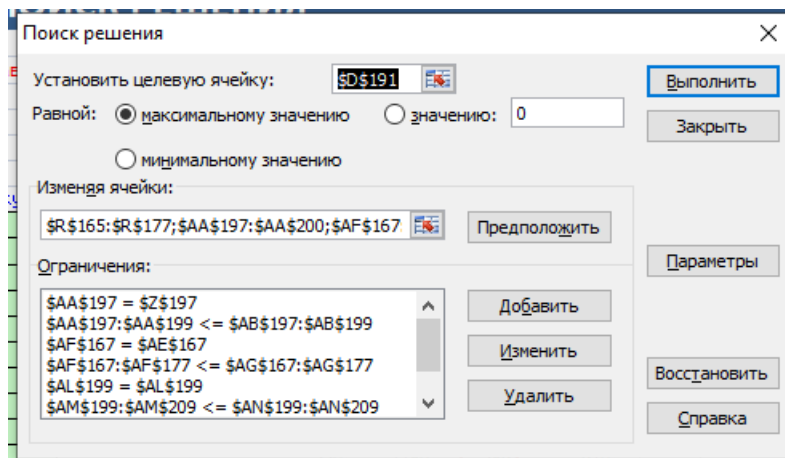 Поиск решения
Установить целевую ячейку: $D$191
Выполнить
Равной: максимальному значению значению: 0
Закрыть
минимальному значению
Изменяя ячейки:
$R$165:$R$177;$AA$197:$AA$200;$AF$167:
Предположить
Параметры
Ограничения:
$AA$197 = $Z$197
$AA$197:$AA$199 <= $AB$197:$AB$199
$AF$167 = $AE$167
$AF$167:$AF$177 <= $AG$167:$AG$177
$AL$199 = $AL$199
$AM$199:$AM$209 <= $AN$199:$AN$209
Добавить
Изменить
Удалить
Восстановить
Справка